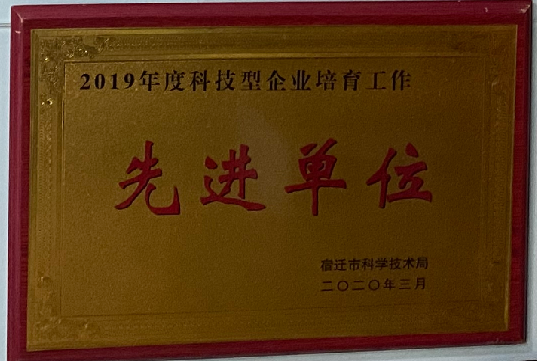 2019年度科技型企业培育工作
先进单位
宿迁市科学技术局
二〇二〇年三月